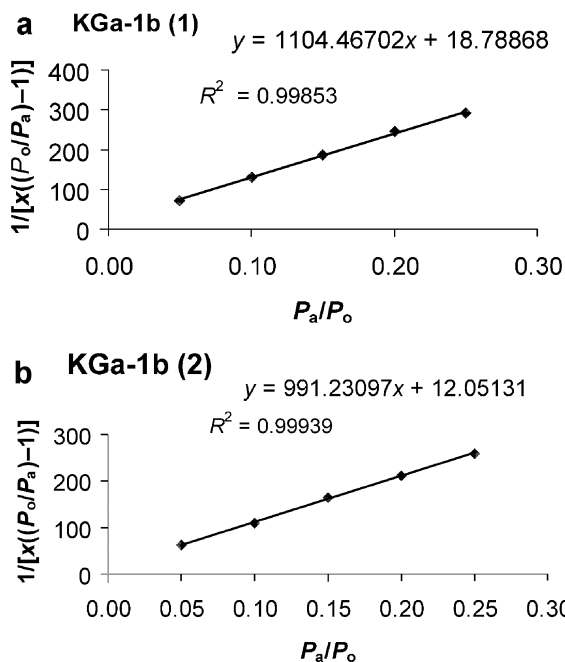 a KGa-1b (1)
y = 1104.46702x + 18.78868
R² = 0.99853
1/[x((Po/Pa)–1)]
400
300
200
100
0
0.00 0.10 0.20 0.30
Pa/Po
b KGa-1b (2)
y = 991.23097x + 12.05131
R² = 0.99939
1/[x((Po/Pa)–1)]
300
200
100
0
0.00 0.05 0.10 0.15 0.20 0.25 0.30
Pa/Po